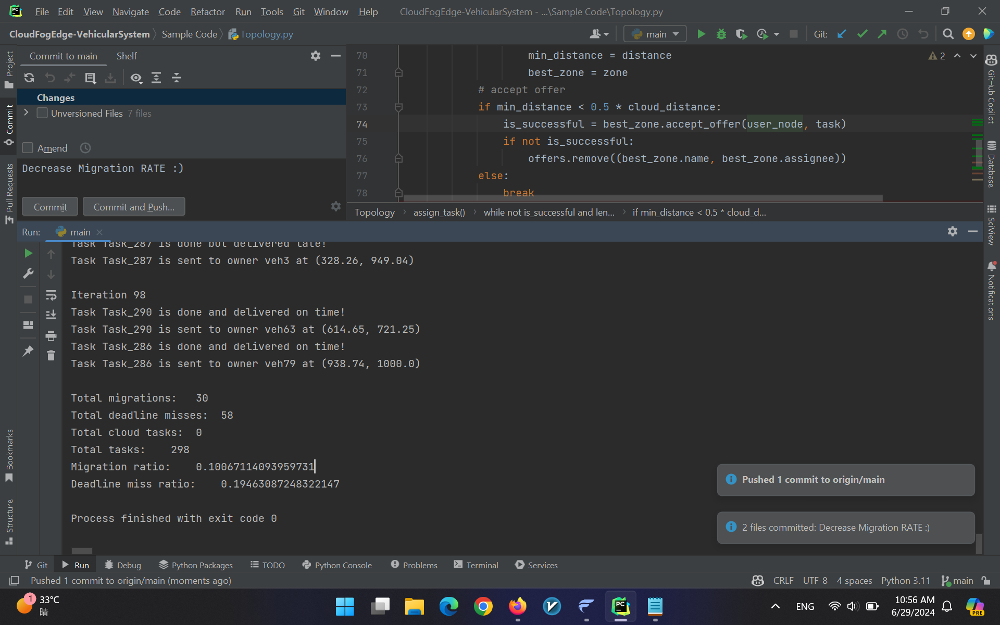 PC
File Edit View Navigate Code Refactor Run Tools Git Window Help CloudFogEdge-VehicularSystem - ...\Sample Code\Topology.py
CloudFogEdge-VehicularSystem Sample Code Topology.py main Git:
Project
Commit
Pull Requests
Bookmarks
Structure
Commit to main Shelf
Changes
Unversioned Files 7 files
Amend
Decrease Migration RATE :)
Commit Commit and Push...
70 min_distance = distance
71 best_zone = zone
72 # accept offer
73 if min_distance < 0.5 * cloud_distance:
74 is_successful = best_zone.accept_offer(user_node, task)
75 if not is_successful:
76 offers.remove((best_zone.name, best_zone.assignee))
77 else:
78 break
2
Topology assign_task() while not is_successful and len... if min_distance < 0.5 * cloud_d...
GitHub Copilot
Database
SciView
Notifications
Run: main
Task Task_287 is done but delivered late!
Task Task_287 is sent to owner veh3 at (328.26, 949.04)
Iteration 98
Task Task_290 is done and delivered on time!
Task Task_290 is sent to owner veh63 at (614.65, 721.25)
Task Task_286 is done and delivered on time!
Task Task_286 is sent to owner veh79 at (938.74, 1000.0)
Total migrations: 30
Total deadline misses: 58
Total cloud tasks: 0
Total tasks: 298
Migration ratio: 0.10067114093959731
Deadline miss ratio: 0.19463087248322147
Process finished with exit code 0
Pushed 1 commit to origin/main
2 files committed: Decrease Migration RATE :)
Git Run Debug Python Packages TODO Python Console Problems Terminal Services
Pushed 1 commit to origin/main (moments ago) CRLF UTF-8 4 spaces Python 3.11 main
1 33°C
晴
PC
ENG
10:56 AM
6/29/2024
PRE